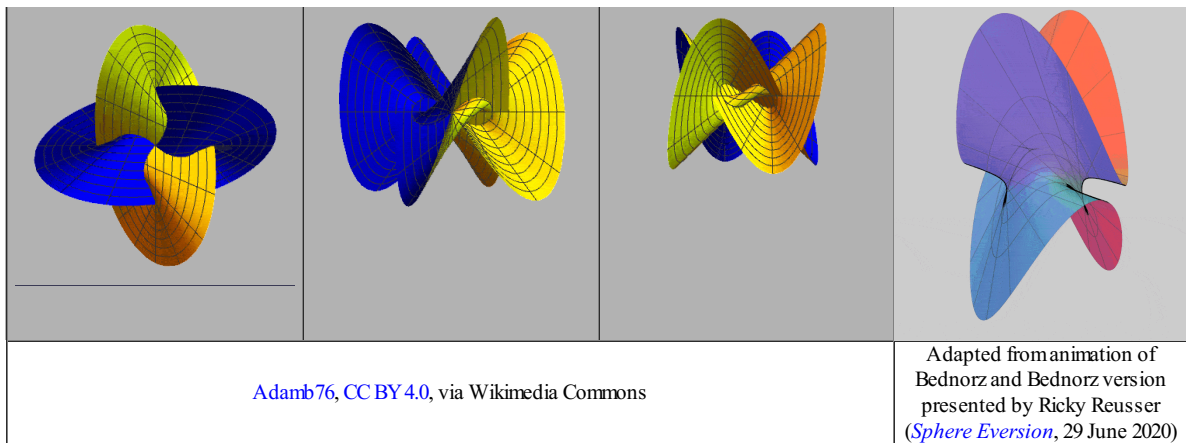 Adamb76, CC BY 4.0, via Wikimedia Commons
Adapted from animation of
Bednorz and Bednorz version
presented by Ricky Reusser
(Sphere Eversion, 29 June 2020)